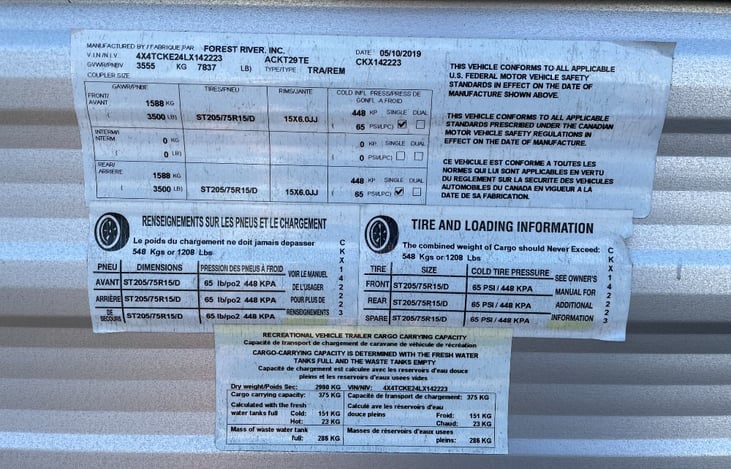 MANUFACTURED BY / FABRIQUE PAR FOREST RIVER, INC. DATE 05/10/2019
V.I.N / N.I.V 4X4TCKE24LX142223 ACKT29TE CKX142223
GVWR/PNBV 3555 KG 7837 LB) TYPE/TYPE TRA/REM
COUPLER SIZE
GAWR/PNBE TIRES/PNEU RIMS/JANTE COLD INFL PRESS/PRESS DE GONFL A FROID
FRONT/ AVANT 1588 KG 448 KP SINGLE DUAL
( 3500 LB) ST205/75R15/D 15X6.0JJ ( 65 PSI/LPC)
INTERM/ INTERM 0 KG 0 KP SINGLE DUAL
( 0 LB) ( 0 PSI/LPC)
REAR/ ARRIERE 1588 KG 448 KP SINGLE DUAL
( 3500 LB) ST205/75R15/D 15X6.0JJ ( 65 PSI/LPC)
THIS VEHICLE CONFORMS TO ALL APPLICABLE
U.S. FEDERAL MOTOR VEHICLE SAFETY
STANDARDS IN EFFECT ON THE DATE OF
MANUFACTURE SHOWN ABOVE.
THIS VEHICLE CONFORMS TO ALL APPLICABLE
STANDARDS PRESCRIBED UNDER THE CANADIAN
MOTOR VEHICLE SAFETY REGULATIONS IN
EFFECT ON THE DATE OF MANUFACTURE.
CE VEHICULE EST CONFORME A TOUTES LES
NORMES QUI LUI SONT APPLICABLES EN VERTU
DU REGLEMENT SUR LA SECURITE DES VEHICULES
AUTOMOBILES DU CANADA EN VIGUEUR A LA
DATE DE SA FABRICATION.
RENSEIGNEMENTS SUR LES PNEUS ET LE CHARGEMENT
Le poids du chargement ne doit jamais depasser
548 Kgs or 1208 Lbs
PNEU DIMENSIONS PRESSION DES PNEUS À FROID VOIR LE MANUEL
AVANT ST205/75R15/D 65 lb/po2 448 KPA DE L'USAGER
ARRIÈRE ST205/75R15/D 65 lb/po2 448 KPA POUR PLUS DE
DE SECOURS ST205/75R15/D 65 lb/po2 448 KPA RENSEIGNEMENTS
CKX142223
TIRE AND LOADING INFORMATION
The combined weight of Cargo should Never Exceed:
548 Kgs or 1208 Lbs
TIRE SIZE COLD TIRE PRESSURE SEE OWNER'S
FRONT ST205/75R15/D 65 PSI / 448 KPA MANUAL FOR
REAR ST205/75R15/D 65 PSI / 448 KPA ADDITIONAL
SPARE ST205/75R15/D 65 PSI / 448 KPA INFORMATION
CKX142223
RECREATIONAL VEHICLE TRAILER CARGO CARRYING CAPACITY
Capacité de transport de chargement de caravane de véhicule de récréation
CARGO-CARRYING CAPACITY IS DETERMINED WITH THE FRESH WATER
TANKS FULL AND THE WASTE TANKS EMPTY
Capacité de chargement est calculee avec les reservoirs d'eau douce
pleins et les reservoirs d'eaux usees vides
Dry weight/Poids Sec: 2980 KG VIN/NIV: 4X4TCKE24LX142223
Cargo carrying capacity: 375 KG Capacite de transport de chargement: 375 KG
Calculated with the fresh Calculé ave les réservoirs d'eau
water tanks full Cold: 151 KG douce pleins Froid: 151 KG
Hot: 23 KG Chaud: 23 KG
Mass of waste water tank Masses de réservoirs d'eaux usees
full: 286 KG pleins: 286 KG